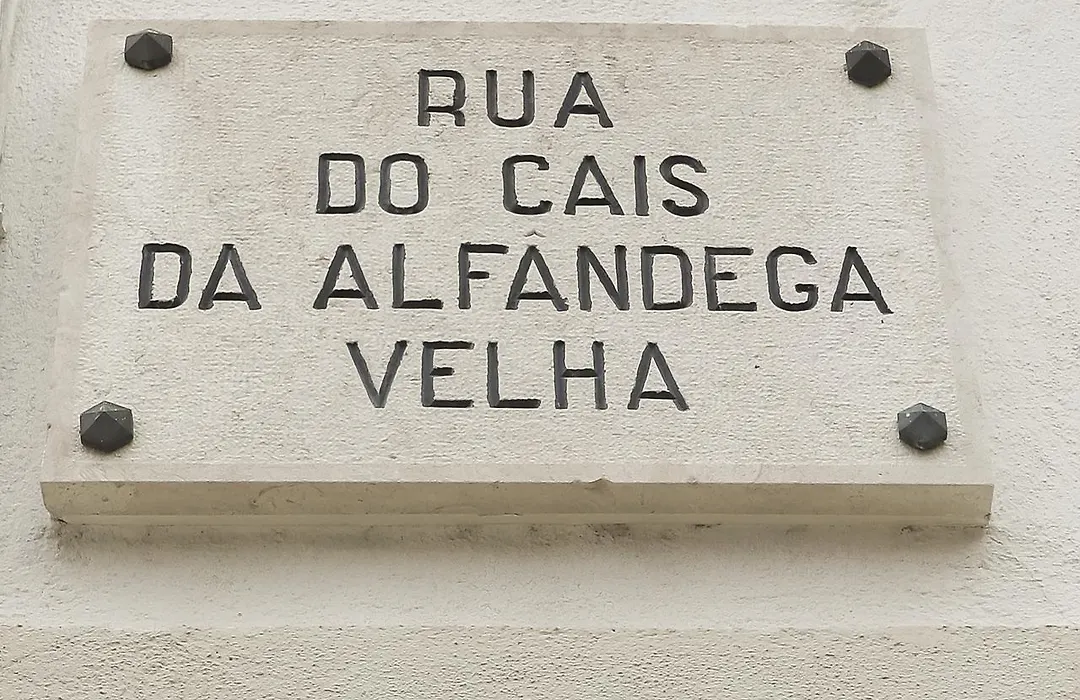 RUA
DO CAIS
DA ALFÂNDEGA
VELHA